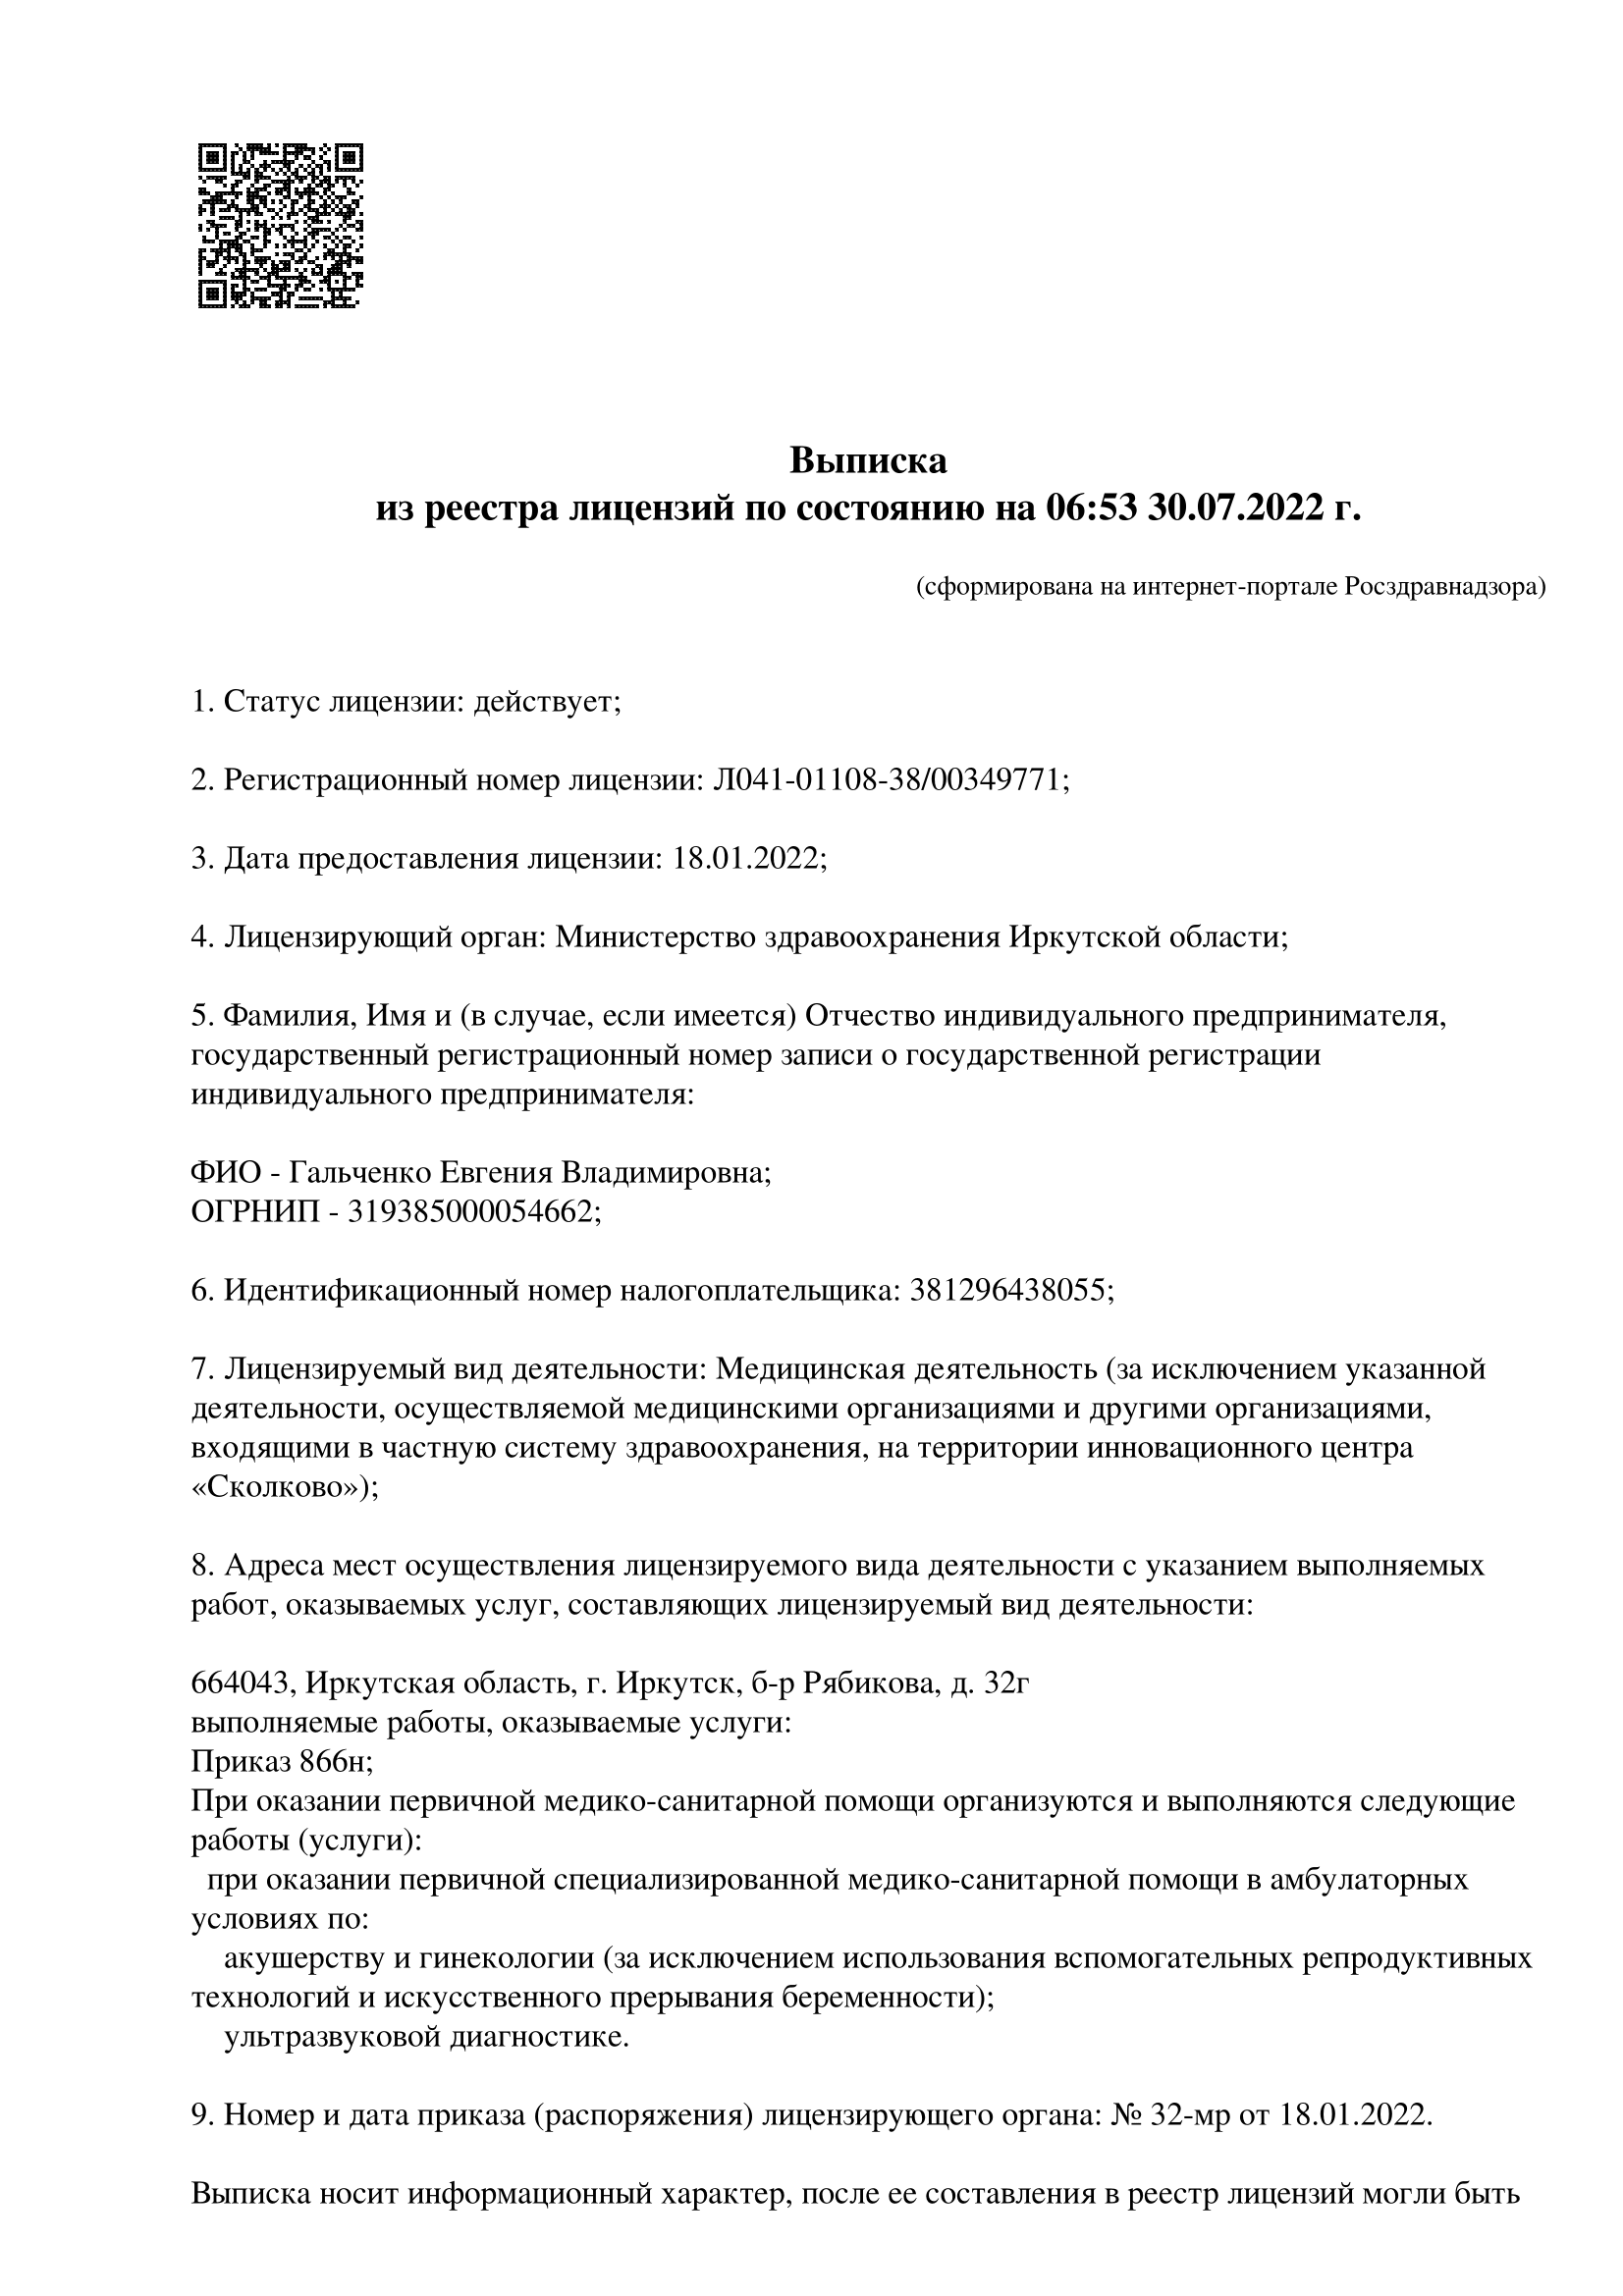 Выписка
из реестра лицензий по состоянию на 06:53 30.07.2022 г.
(сформирована на интернет-портале Росздравнадзора)
1. Статус лицензии: действует;
2. Регистрационный номер лицензии: Л041-01108-38/00349771;
3. Дата предоставления лицензии: 18.01.2022;
4. Лицензирующий орган: Министерство здравоохранения Иркутской области;
5. Фамилия, Имя и (в случае, если имеется) Отчество индивидуального предпринимателя,
государственный регистрационный номер записи о государственной регистрации
индивидуального предпринимателя:
ФИО - Гальченко Евгения Владимировна;
ОГРНИП - 319385000054662;
6. Идентификационный номер налогоплательщика: 381296438055;
7. Лицензируемый вид деятельности: Медицинская деятельность (за исключением указанной
деятельности, осуществляемой медицинскими организациями и другими организациями,
входящими в частную систему здравоохранения, на территории инновационного центра
«Сколково»);
8. Адреса мест осуществления лицензируемого вида деятельности с указанием выполняемых
работ, оказываемых услуг, составляющих лицензируемый вид деятельности:
664043, Иркутская область, г. Иркутск, б-р Рябикова, д. 32г
выполняемые работы, оказываемые услуги:
Приказ 866н;
При оказании первичной медико-санитарной помощи организуются и выполняются следующие
работы (услуги):
при оказании первичной специализированной медико-санитарной помощи в амбулаторных
условиях по:
акушерству и гинекологии (за исключением использования вспомогательных репродуктивных
технологий и искусственного прерывания беременности);
ультразвуковой диагностике.
9. Номер и дата приказа (распоряжения) лицензирующего органа: № 32-мр от 18.01.2022.
Выписка носит информационный характер, после ее составления в реестр лицензий могли быть